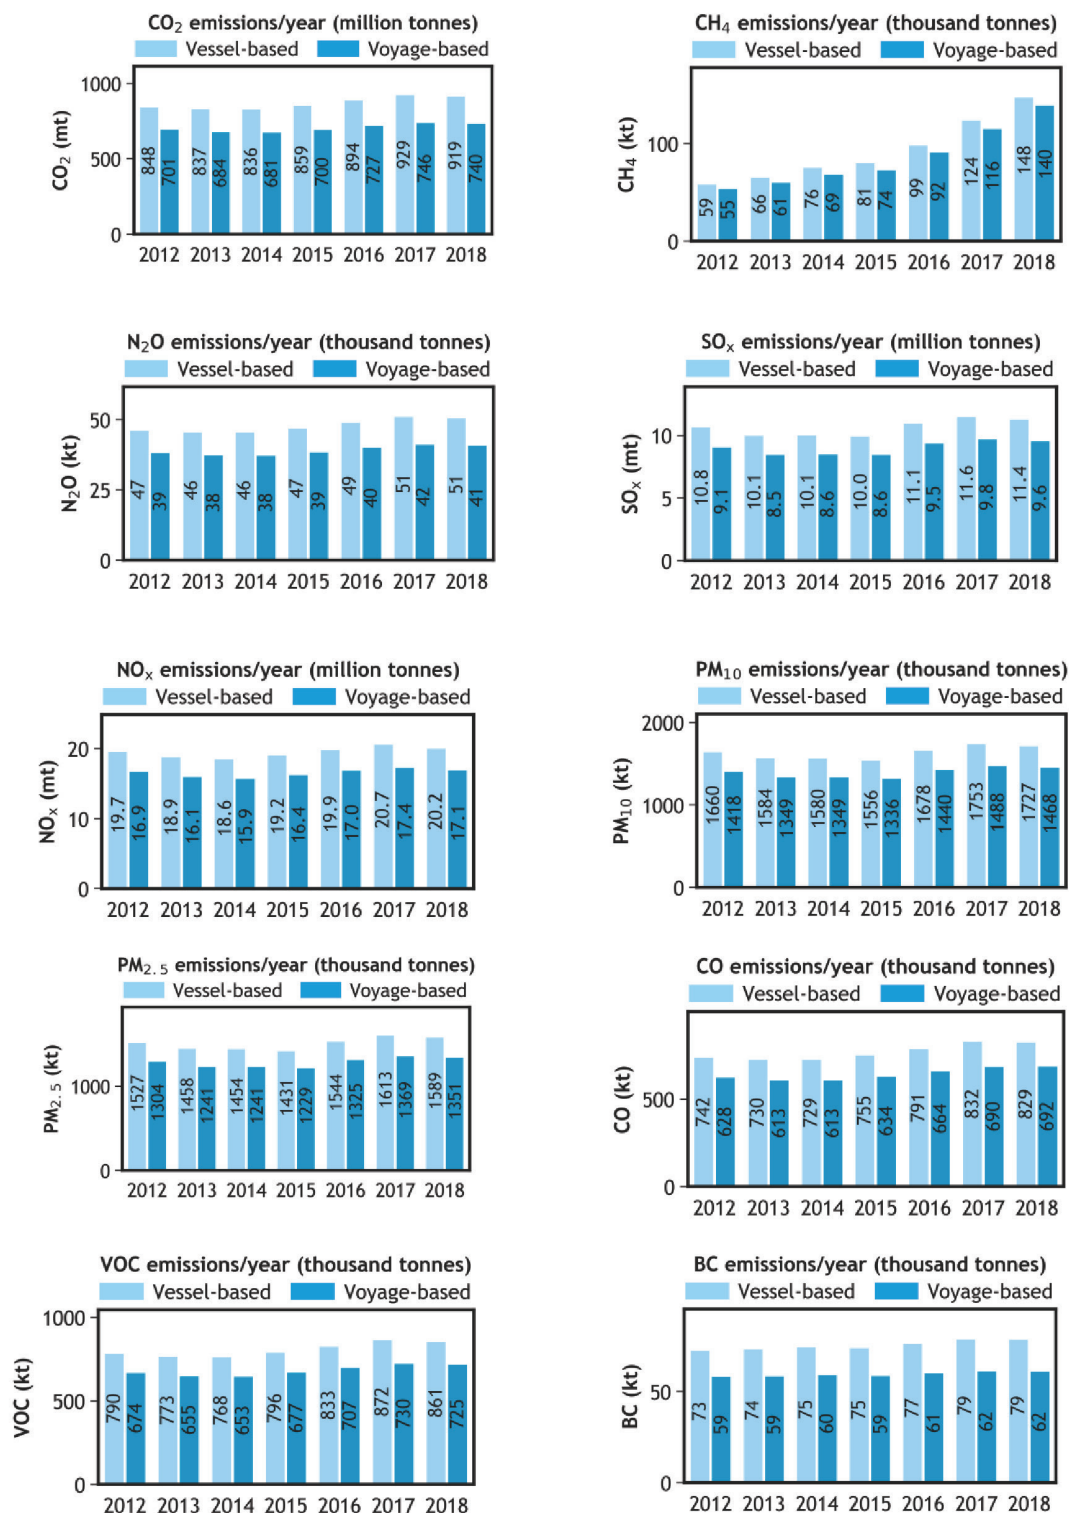 CO₂ emissions/year (million tonnes)
Vessel-based Voyage-based
CO₂ (mt)
1000
500
0
848 701 837 684 836 681 859 700 894 727 929 746 919 740
2012 2013 2014 2015 2016 2017 2018
CH₄ emissions/year (thousand tonnes)
Vessel-based Voyage-based
CH₄ (kt)
100
0
59 55 66 61 76 69 81 74 99 92 124 116 148 140
2012 2013 2014 2015 2016 2017 2018
N₂O emissions/year (thousand tonnes)
Vessel-based Voyage-based
N₂O (kt)
50
25
0
47 39 46 38 46 38 47 39 49 40 51 42 51 41
2012 2013 2014 2015 2016 2017 2018
SOₓ emissions/year (million tonnes)
Vessel-based Voyage-based
SOₓ (mt)
10
5
0
10.8 9.1 10.1 8.5 10.1 8.6 10.0 8.6 11.1 9.5 11.6 9.8 11.4 9.6
2012 2013 2014 2015 2016 2017 2018
NOₓ emissions/year (million tonnes)
Vessel-based Voyage-based
NOₓ (mt)
20
10
0
19.7 16.9 18.9 16.1 18.6 15.9 19.2 16.4 19.9 17.0 20.7 17.4 20.2 17.1
2012 2013 2014 2015 2016 2017 2018
PM₁₀ emissions/year (thousand tonnes)
Vessel-based Voyage-based
PM₁₀ (kt)
2000
1000
0
1660 1418 1584 1349 1580 1349 1556 1336 1678 1440 1753 1488 1727 1468
2012 2013 2014 2015 2016 2017 2018
PM₂.₅ emissions/year (thousand tonnes)
Vessel-based Voyage-based
PM₂.₅ (kt)
1000
0
1527 1304 1458 1241 1454 1241 1431 1229 1544 1325 1613 1369 1589 1351
2012 2013 2014 2015 2016 2017 2018
CO emissions/year (thousand tonnes)
Vessel-based Voyage-based
CO (kt)
500
0
742 628 730 613 729 613 755 634 791 664 832 690 829 692
2012 2013 2014 2015 2016 2017 2018
VOC emissions/year (thousand tonnes)
Vessel-based Voyage-based
VOC (kt)
1000
500
0
790 674 773 655 768 653 796 677 833 707 872 730 861 725
2012 2013 2014 2015 2016 2017 2018
BC emissions/year (thousand tonnes)
Vessel-based Voyage-based
BC (kt)
50
0
73 59 74 59 75 60 75 59 77 61 79 62 79 62
2012 2013 2014 2015 2016 2017 2018